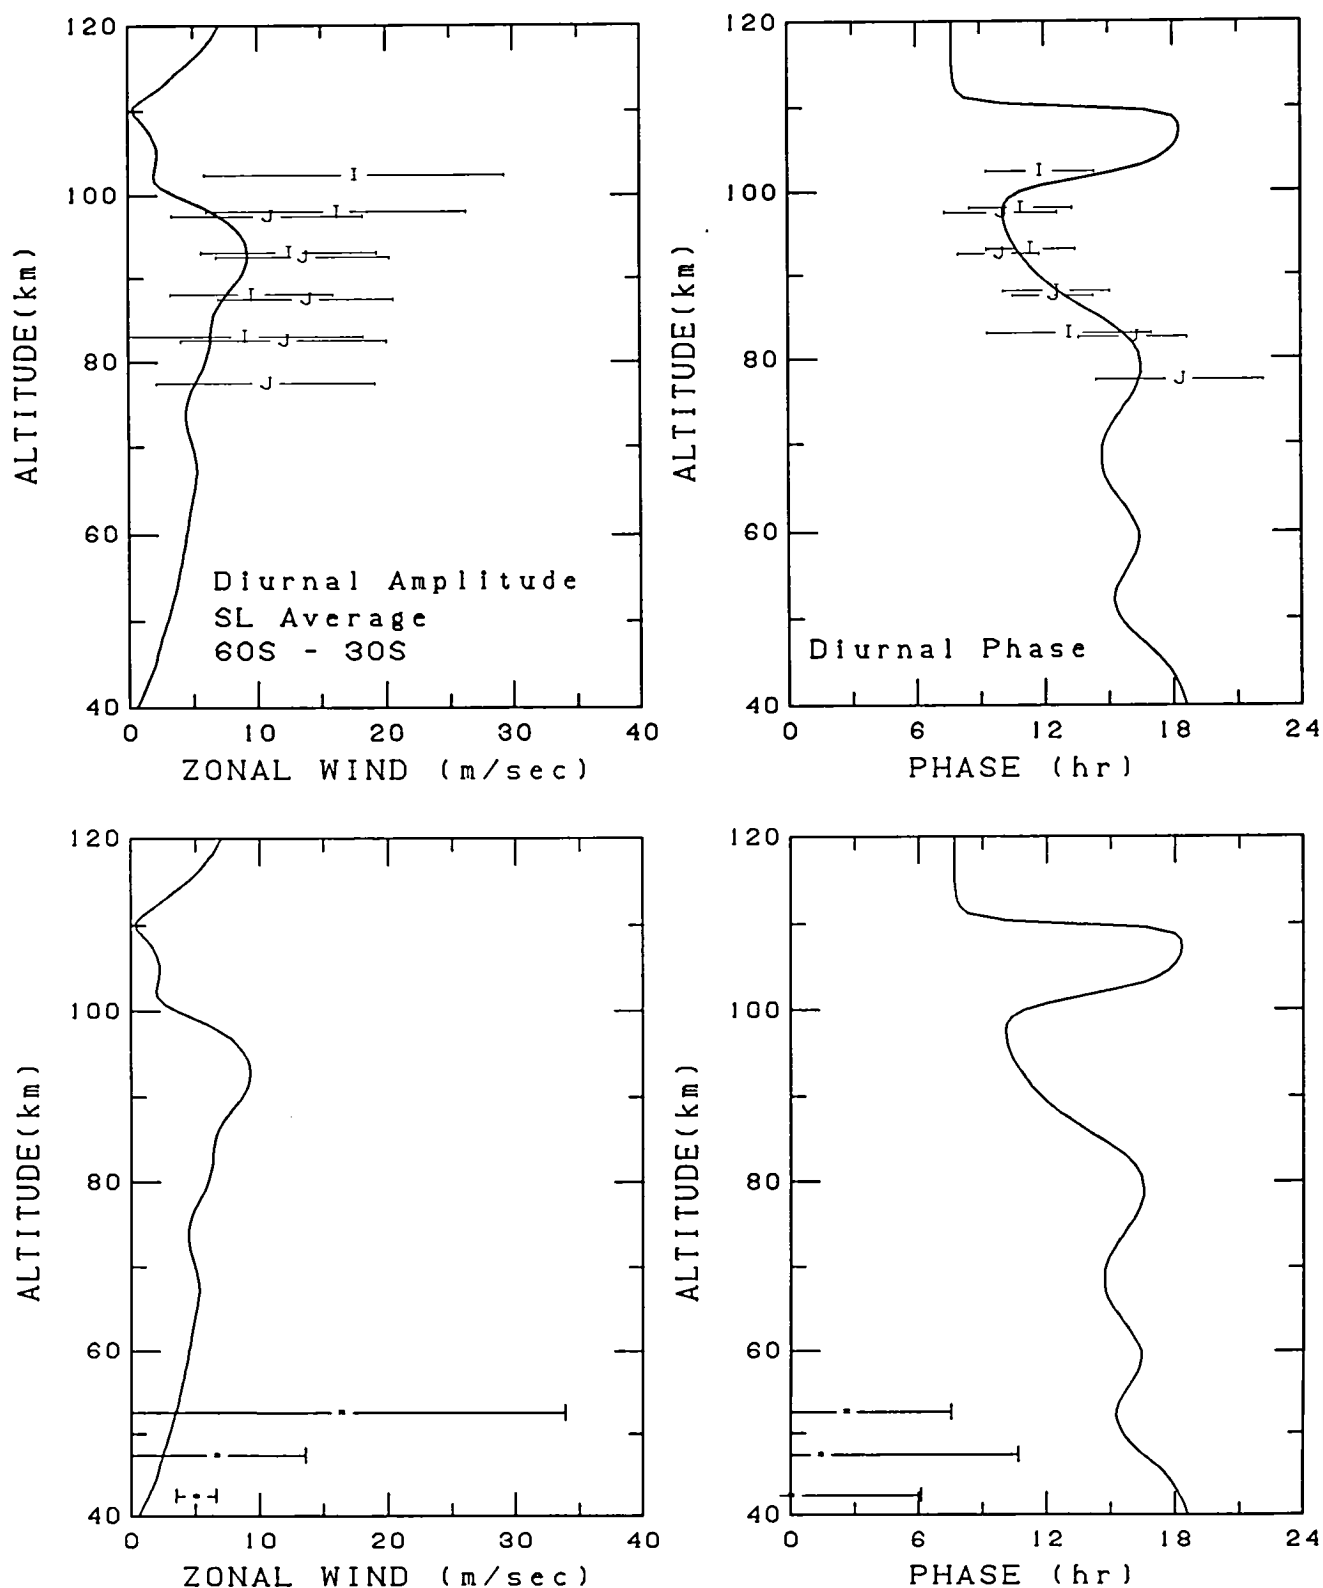 120
100
80
60
40
ALTITUDE(km)
I
I
J
I
J
I
J
I
J
J
Diurnal Amplitude
SL Average
60S - 30S
0 10 20 30 40
ZONAL WIND (m/sec)
120
100
80
60
40
ALTITUDE(km)
I
I
J
I
J
J
I
J
J
Diurnal Phase
0 6 12 18 24
PHASE (hr)
120
100
80
60
40
ALTITUDE(km)
0 10 20 30 40
ZONAL WIND (m/sec)
120
100
80
60
40
ALTITUDE(km)
0 6 12 18 24
PHASE (hr)